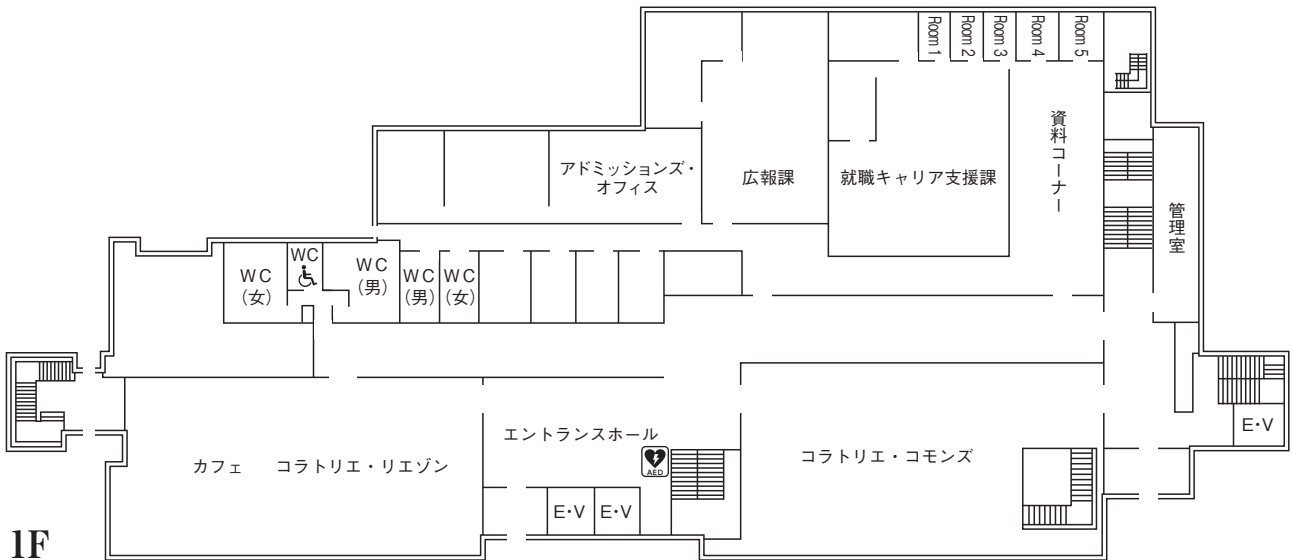 Room 1
Room 2
Room 3
Room 4
Room 5
資料コーナー
アドミッションズ・
オフィス
広報課
就職キャリア支援課
管理室
WC
(女)
WC
WC
(男)
WC
(男)
WC
(女)
エントランスホール
AED
カフェ コラトリエ・リエゾン
コラトリエ・コモンズ
E・V
E・V
E・V
1F